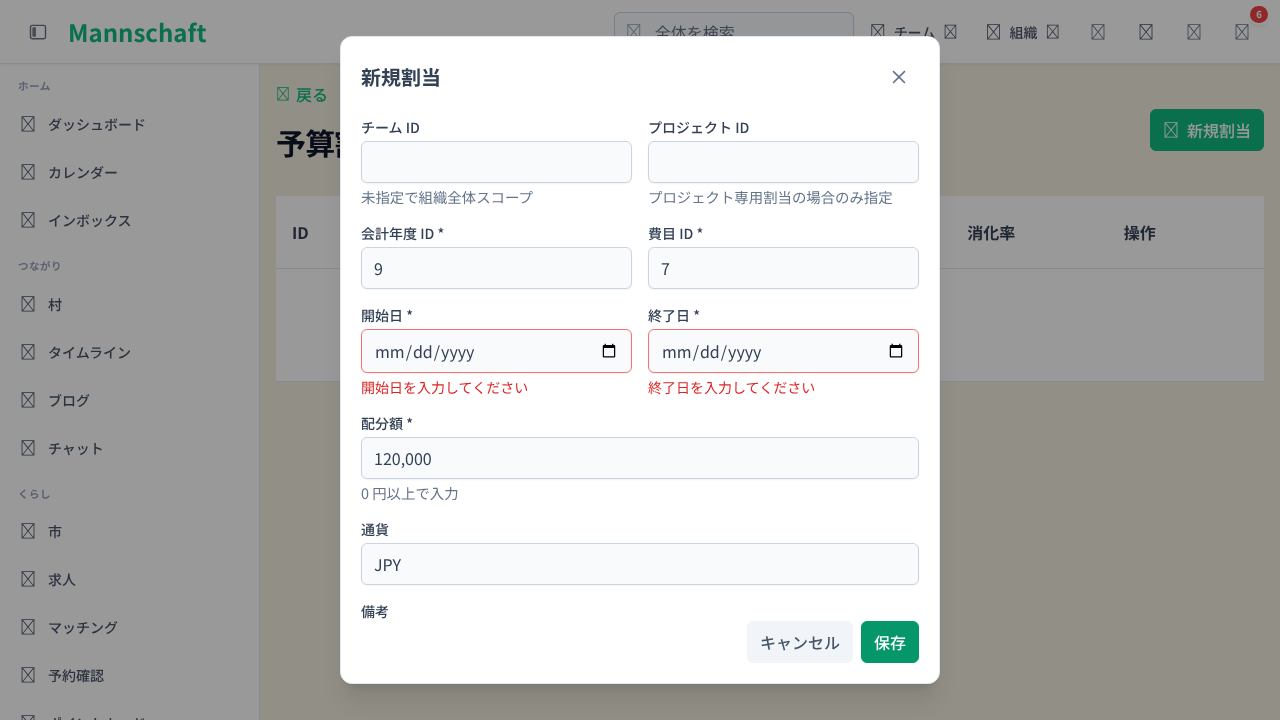 Mannschaft
全体を検索
チーム
組織
6
ホーム
ダッシュボード
カレンダー
インボックス
つながり
村
タイムライン
ブログ
チャット
くらし
市
求人
マッチング
予約確認
戻る
予算
新規割当
ID
消化率
操作
新規割当
チーム ID
プロジェクト ID
未指定で組織全体スコープ
プロジェクト専用割当の場合のみ指定
会計年度 ID *
費目 ID *
9
7
開始日 *
終了日 *
mm/dd/yyyy
mm/dd/yyyy
開始日を入力してください
終了日を入力してください
配分額 *
120,000
0 円以上で入力
通貨
JPY
備考
キャンセル
保存